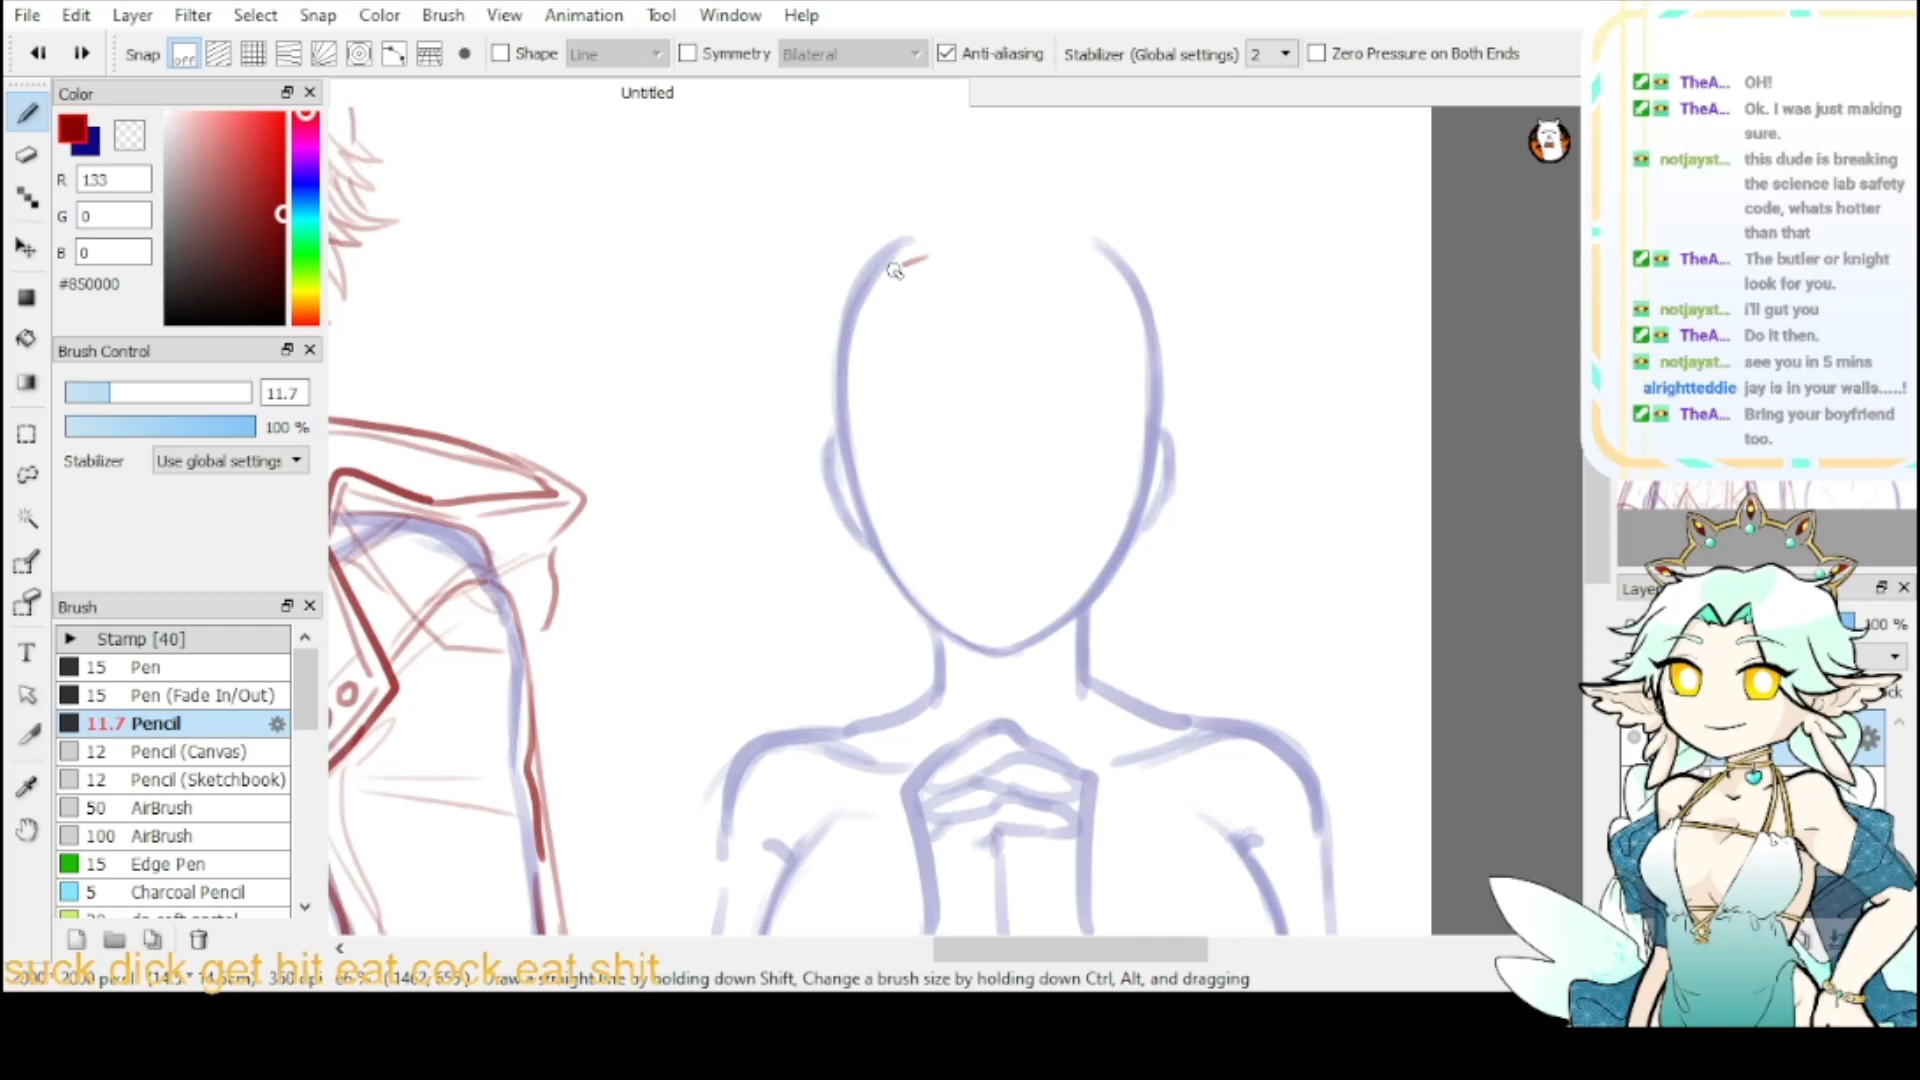 File Edit Layer Filter Select Snap Color Brush View Animation Tool Window Help
Snap off Shape Line Symmetry Bilateral Anti-aliasing Stabilizer (Global settings) 2 Zero Pressure on Both Ends
Color
Untitled
R 133
G 0
B 0
#850000
Brush Control
11.7
100 %
Stabilizer Use global settings
Brush
Stamp [40]
15 Pen
15 Pen (Fade In/Out)
11.7 Pencil
12 Pencil (Canvas)
12 Pencil (Sketchbook)
50 AirBrush
100 AirBrush
15 Edge Pen
5 Charcoal Pencil
TheA... OH!
TheA... Ok. I was just making
sure.
notjayst... this dude is breaking
the science lab safety
code, whats hotter
than that
TheA... The butler or knight
look for you.
notjayst... i'll gut you
TheA... Do it then.
notjayst... see you in 5 mins
alrightteddie jay is in your walls.....!
TheA... Bring your boyfriend
too.
Laye
100 %
suck dick get hit eat cock eat shit
holding down Shift, Change a brush size by holding down Ctrl, Alt, and dragging